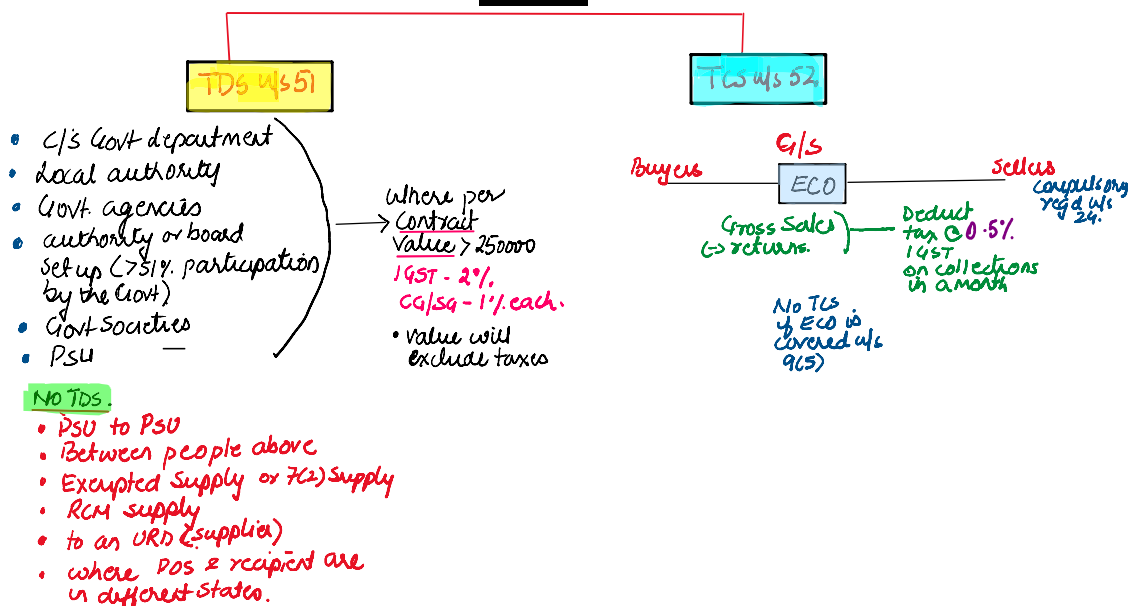 TDS u/s 51
• C/S Govt department
• Local authority
• Govt. agencies
• authority or board
set up (>51% participation
by the Govt)
• Govt Societies
• PSU
where per
contract
value > 250000
IGST - 2%.
CG/SG - 1% each.
• value will
exclude taxes
NO TDS.
• PSU to PSU
• Between people above
• Exempted supply or 7(2) supply
• RCM supply
• to an URD (supplier)
• where POS & recipient are
in different states.
TCS u/s 52
G/S
Buyers
ECO
Sellers
compulsory
regd u/s
24.
Gross Sales
(-) returns.
Deduct
tax @ 0.5%
IGST
on collections
in a month
No TCS
if ECO is
covered u/s
9(5)